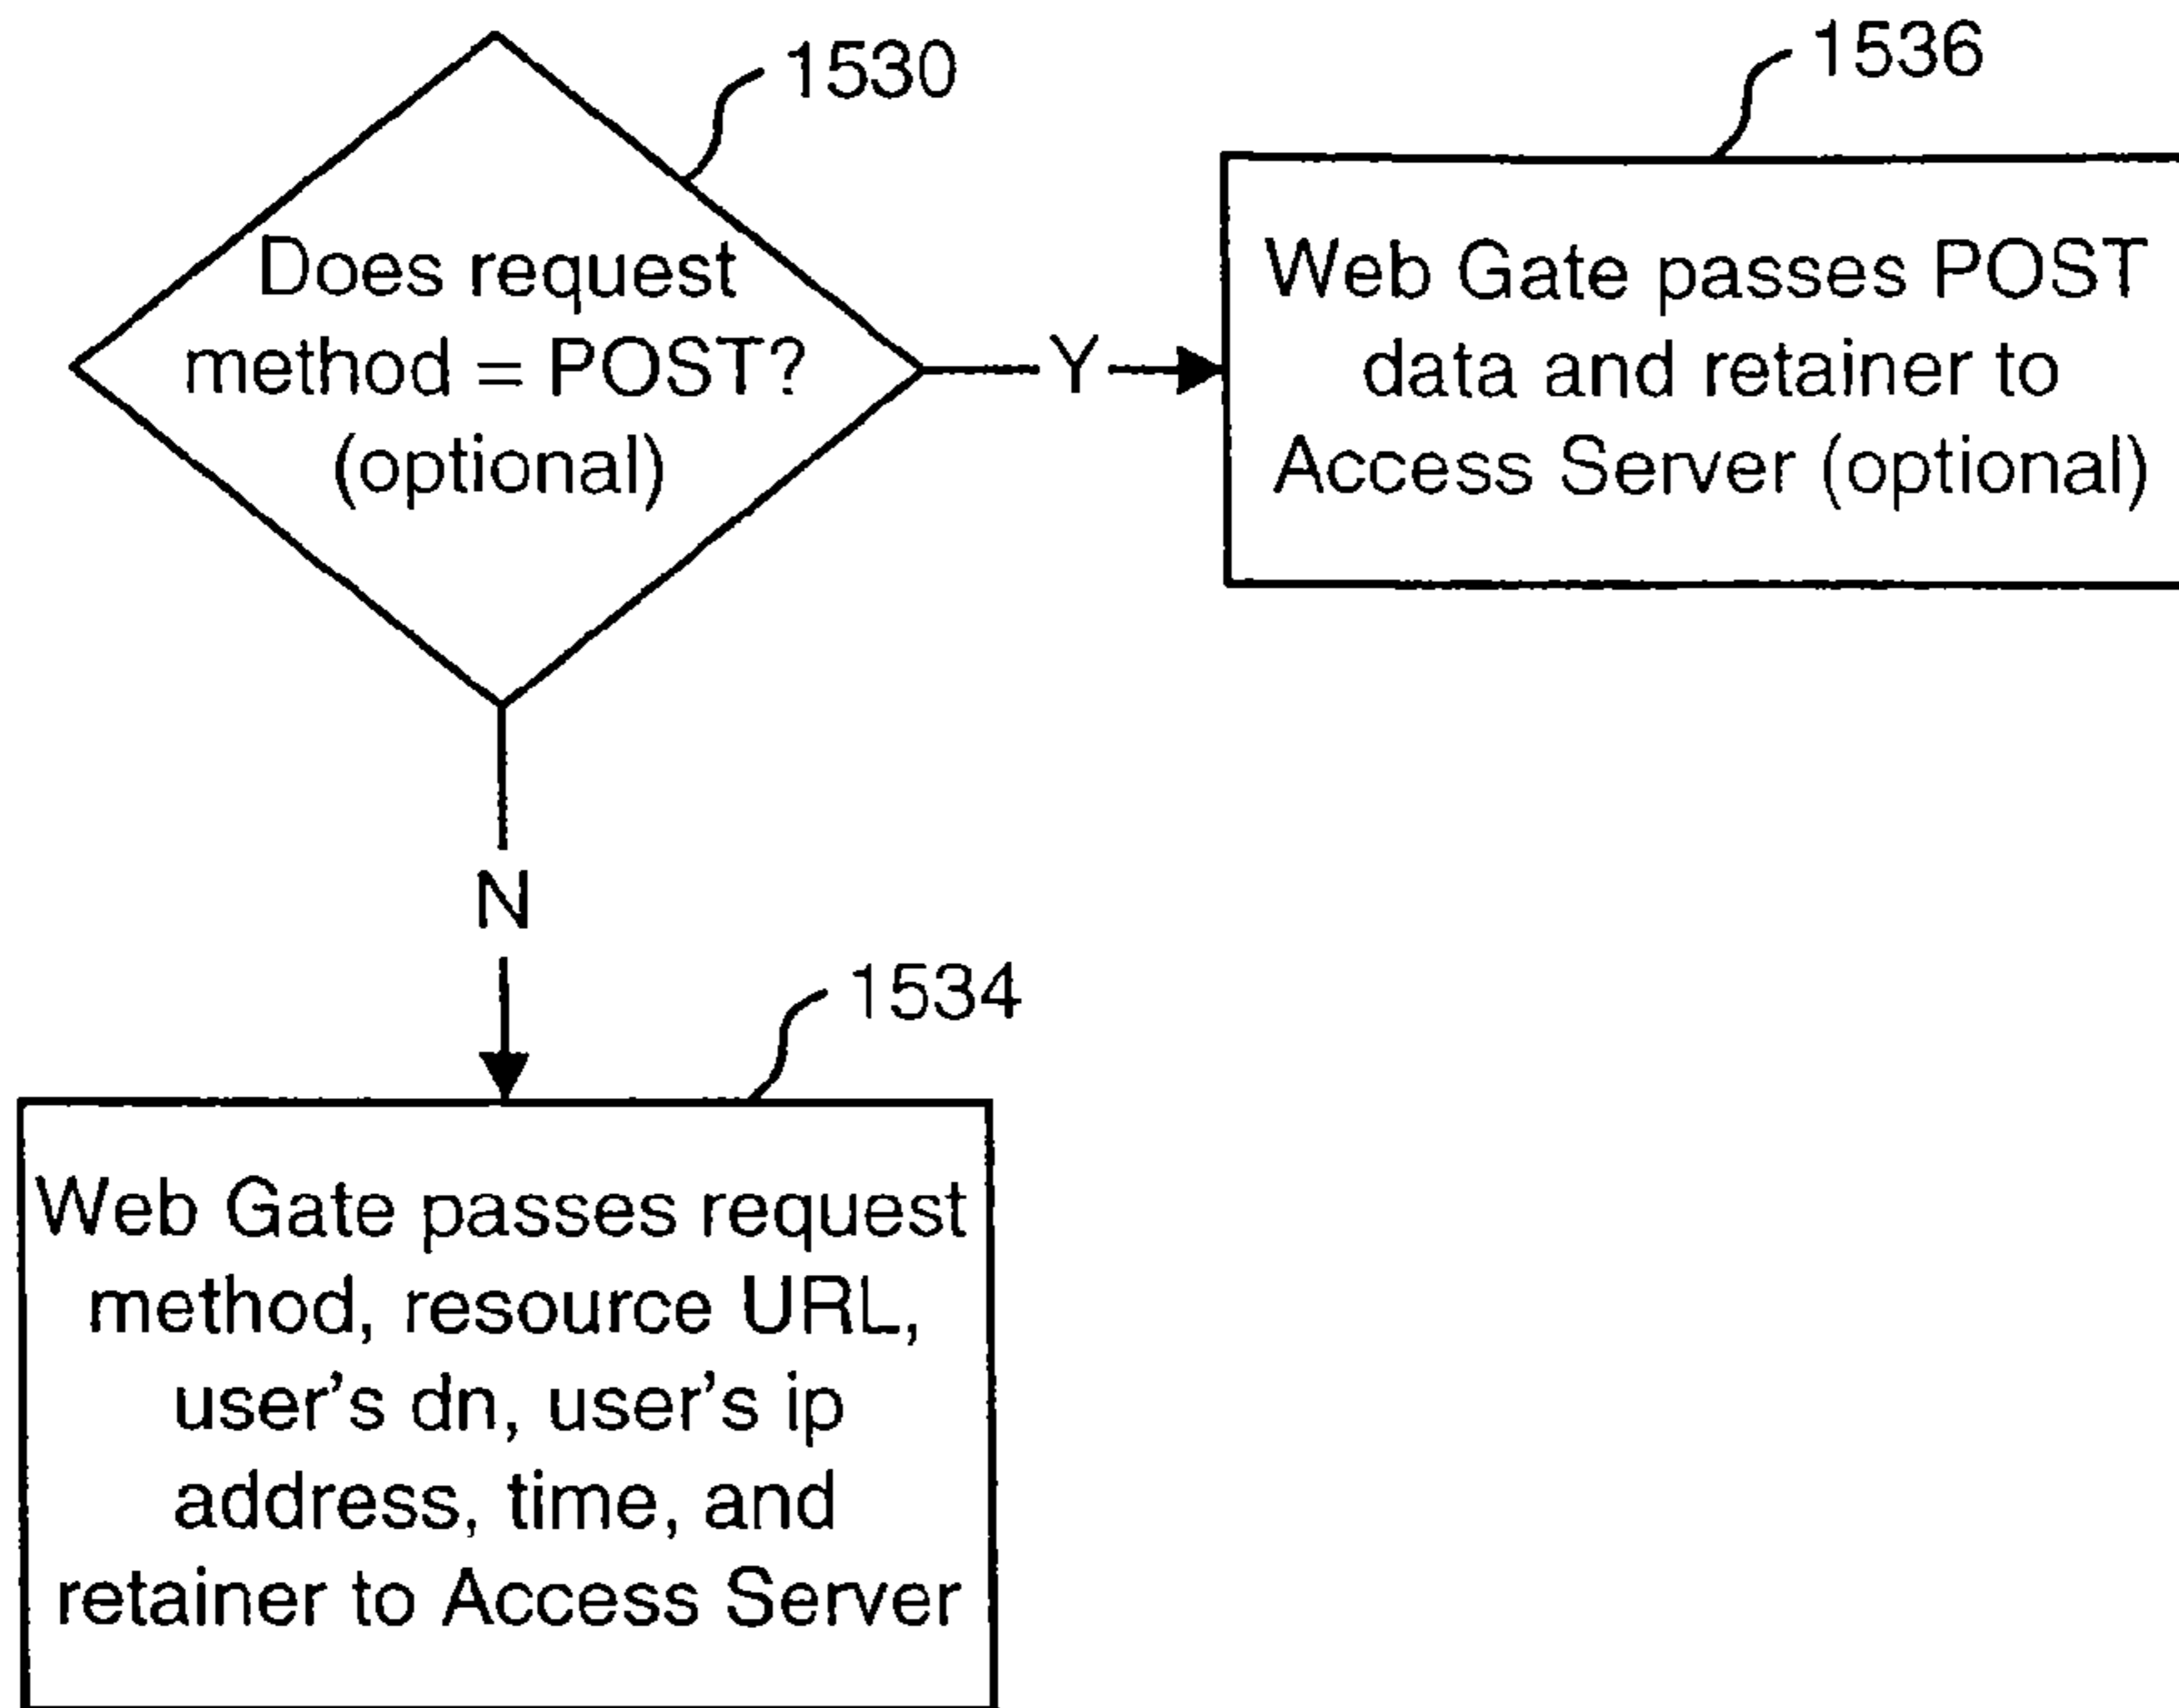 1530
Does request
method = POST?
(optional)
Y
1536
Web Gate passes POST
data and retainer to
Access Server (optional)
N
1534
Web Gate passes request
method, resource URL,
user's dn, user's ip
address, time, and
retainer to Access Server